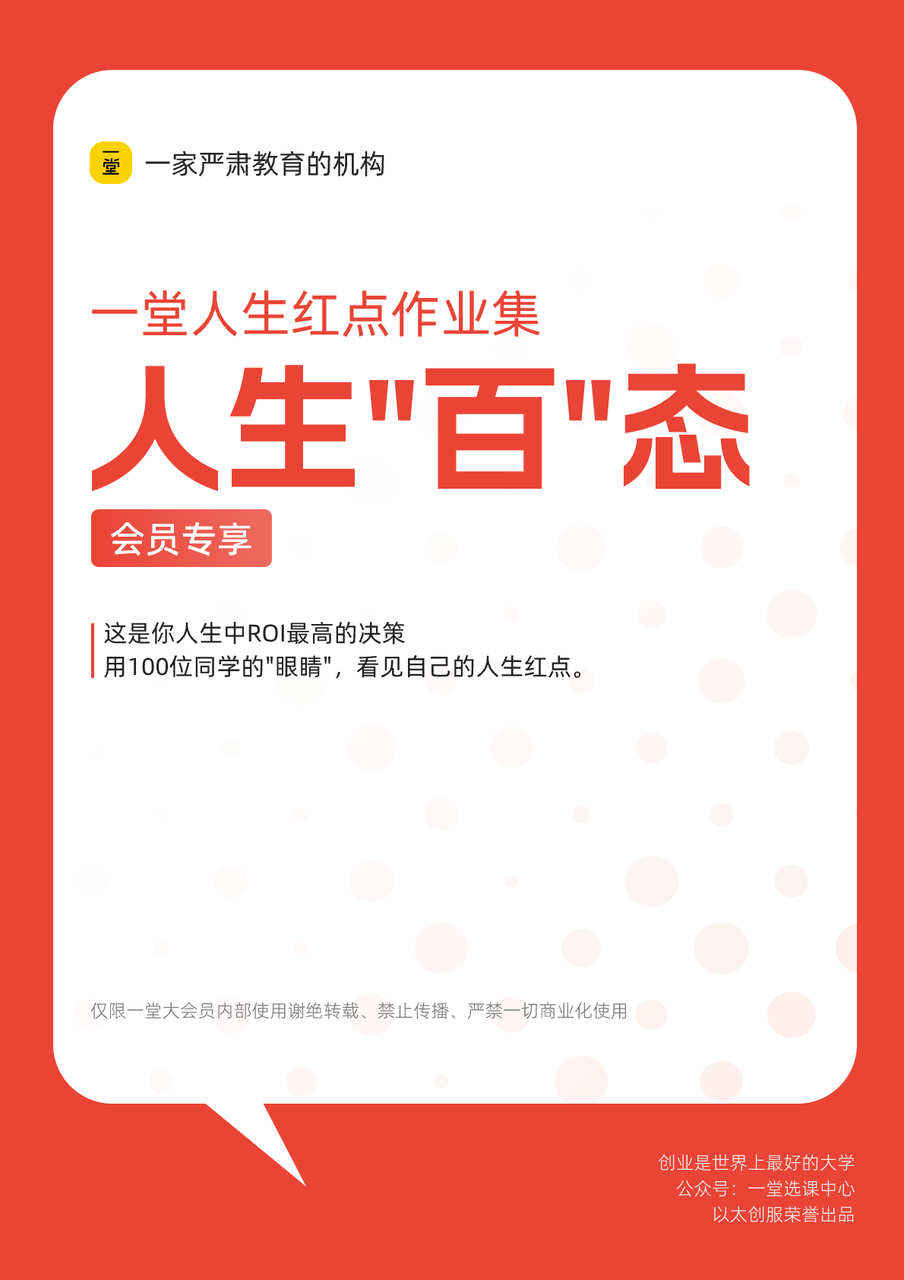 一堂
一家严肃教育的机构
一堂人生红点作业集
人生"百"态
会员专享
这是你人生中ROI最高的决策
用100位同学的"眼睛"，看见自己的人生红点。
仅限一堂大会员内部使用谢绝转载、禁止传播、严禁一切商业化使用
创业是世界上最好的大学
公众号：一堂选课中心
以太创服荣誉出品